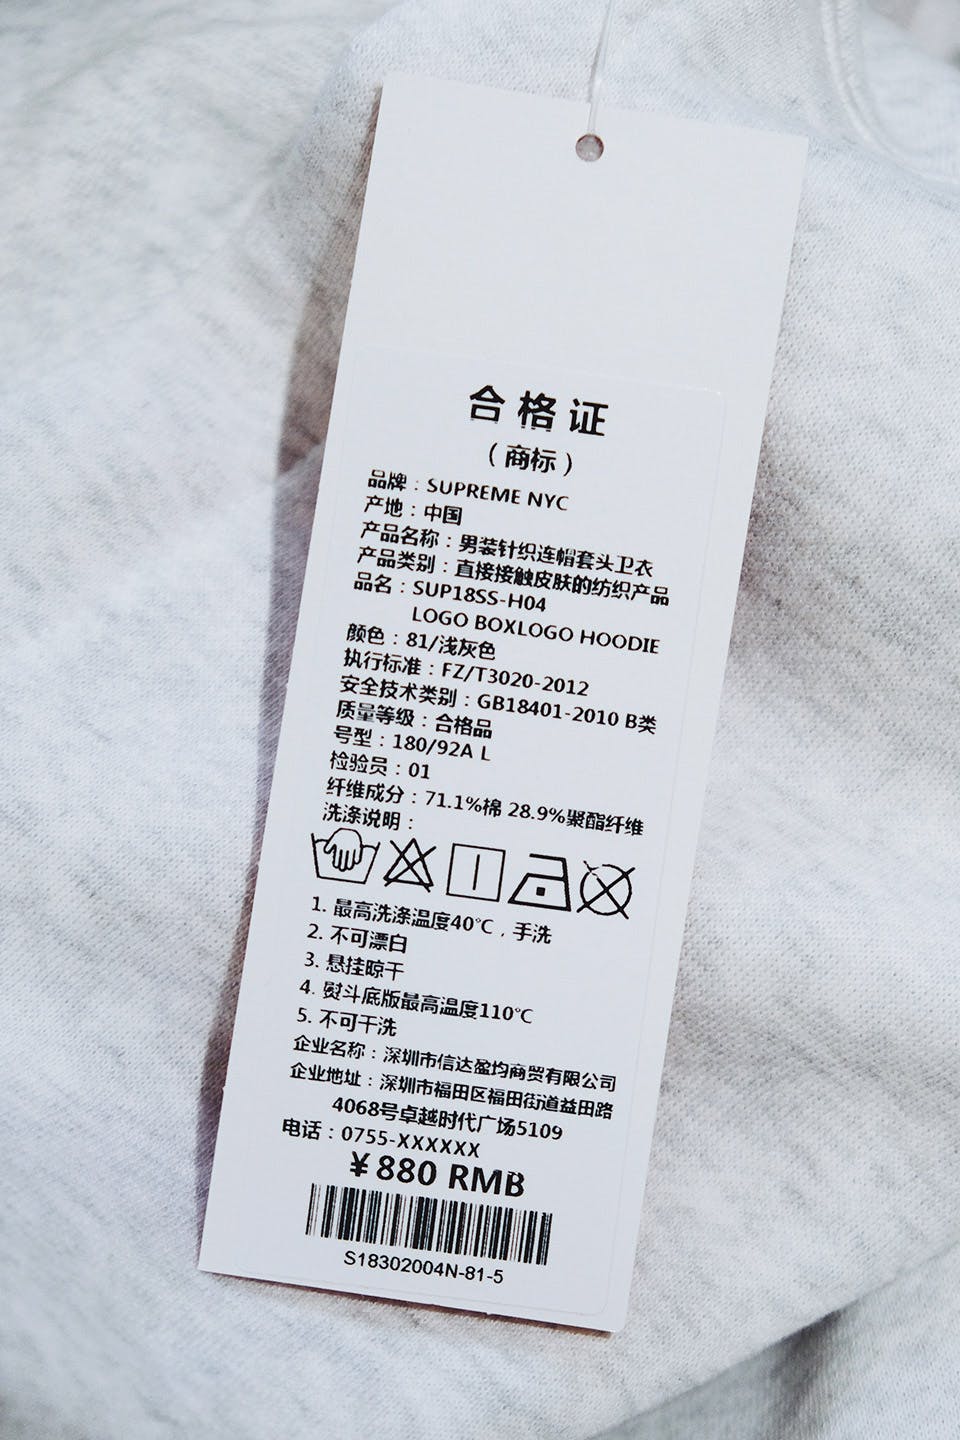 合格证
（商标）
品牌：SUPREME NYC
产地：中国
产品名称：男装针织连帽套头卫衣
产品类别：直接接触皮肤的纺织产品
品名：SUP18SS-H04
LOGO BOXLOGO HOODIE
颜色：81/浅灰色
执行标准：FZ/T3020-2012
安全技术类别：GB18401-2010 B类
质量等级：合格品
号型：180/92A L
检验员：01
纤维成分：71.1%棉 28.9%聚酯纤维
洗涤说明：
1. 最高洗涤温度40℃，手洗
2. 不可漂白
3. 悬挂晾干
4. 熨斗底版最高温度110℃
5. 不可干洗
企业名称：深圳市信达盈均商贸有限公司
企业地址：深圳市福田区福田街道益田路
4068号卓越时代广场5109
电话：0755-XXXXXX
￥880 RMB
S18302004N-81-5